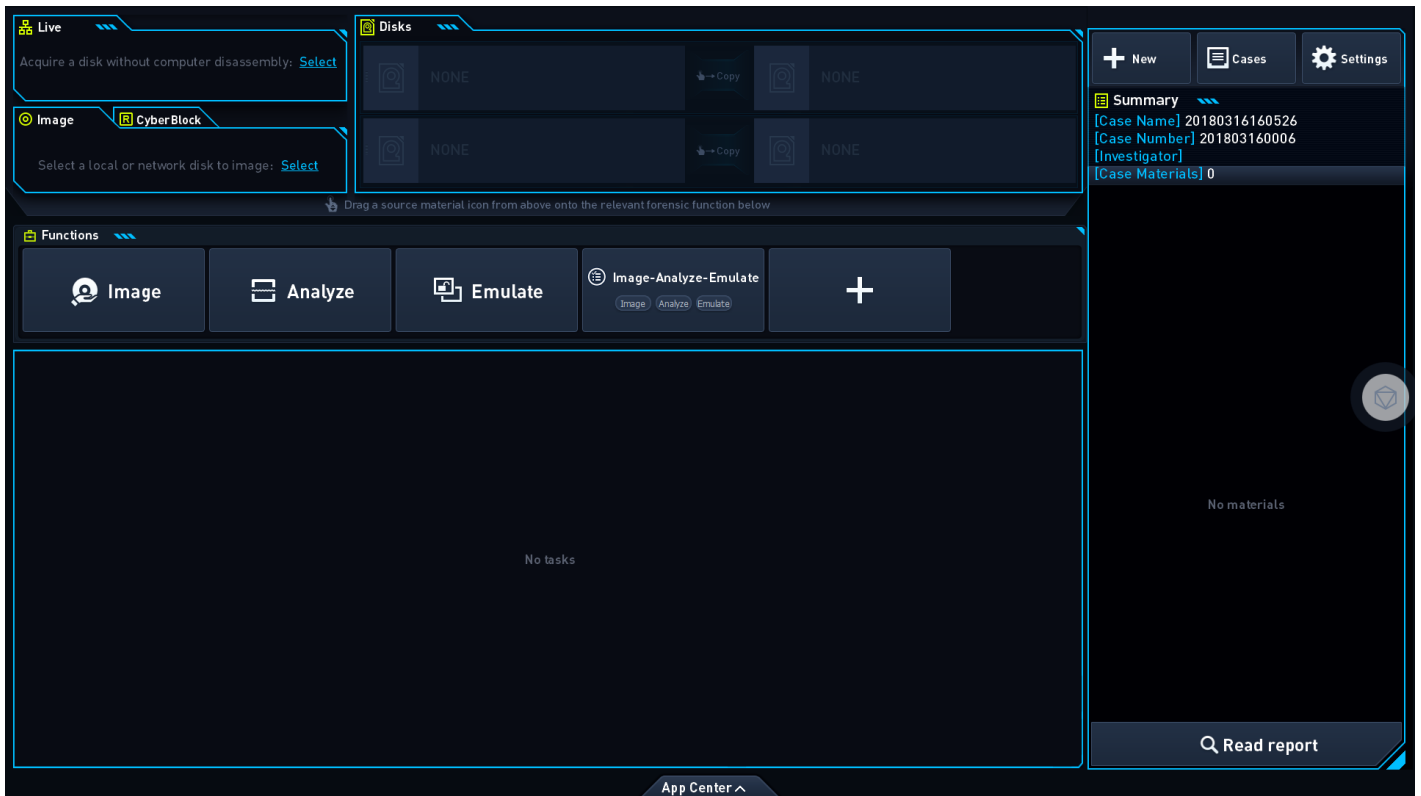 Live
Acquire a disk without computer disassembly: Select
Image
CyberBlock
Select a local or network disk to image: Select
Disks
NONE
Copy
NONE
NONE
Copy
NONE
Drag a source material icon from above onto the relevant forensic function below
Functions
Image
Analyze
Emulate
Image-Analyze-Emulate
Image Analyze Emulate
No tasks
App Center
New
Cases
Settings
Summary
[Case Name] 20180316160526
[Case Number] 201803160006
[Investigator]
[Case Materials] 0
No materials
Read report